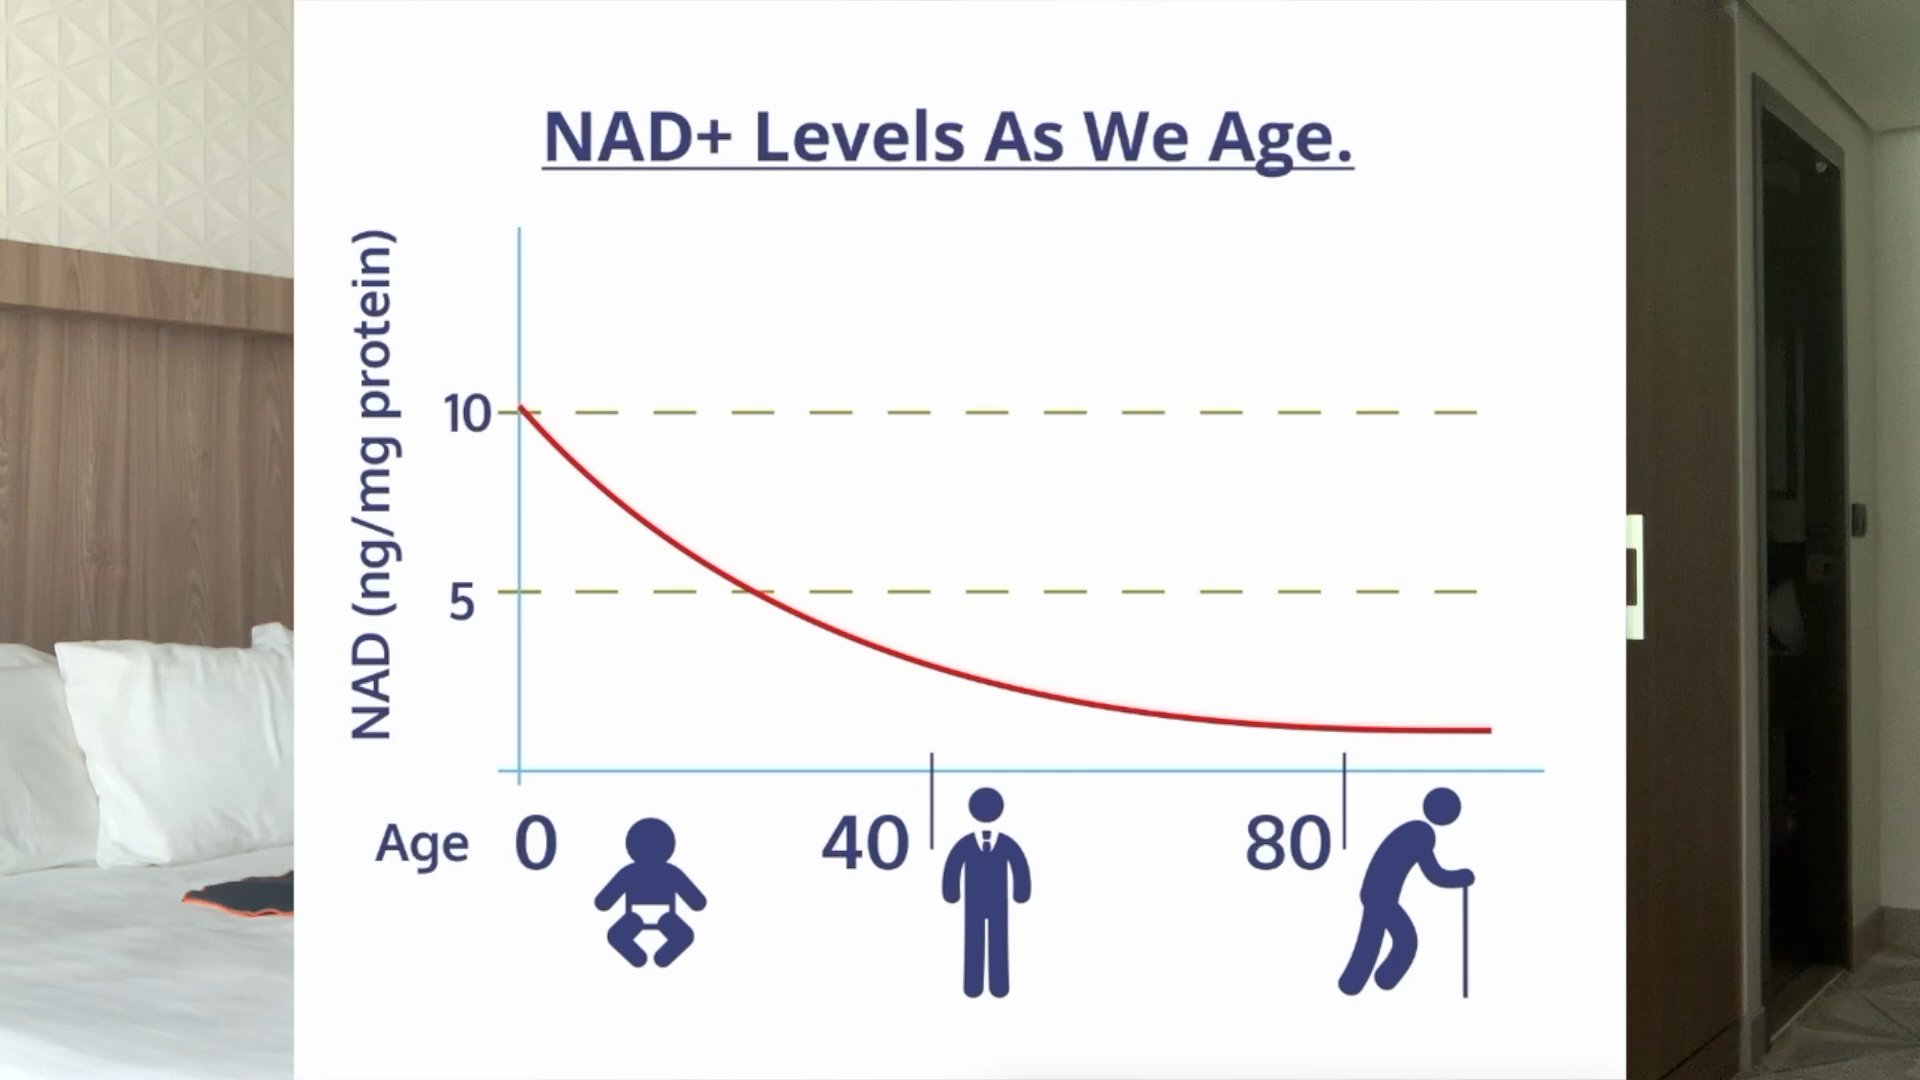 NAD+ Levels As We Age.
NAD (ng/mg protein)
10
5
Age 0 40 80